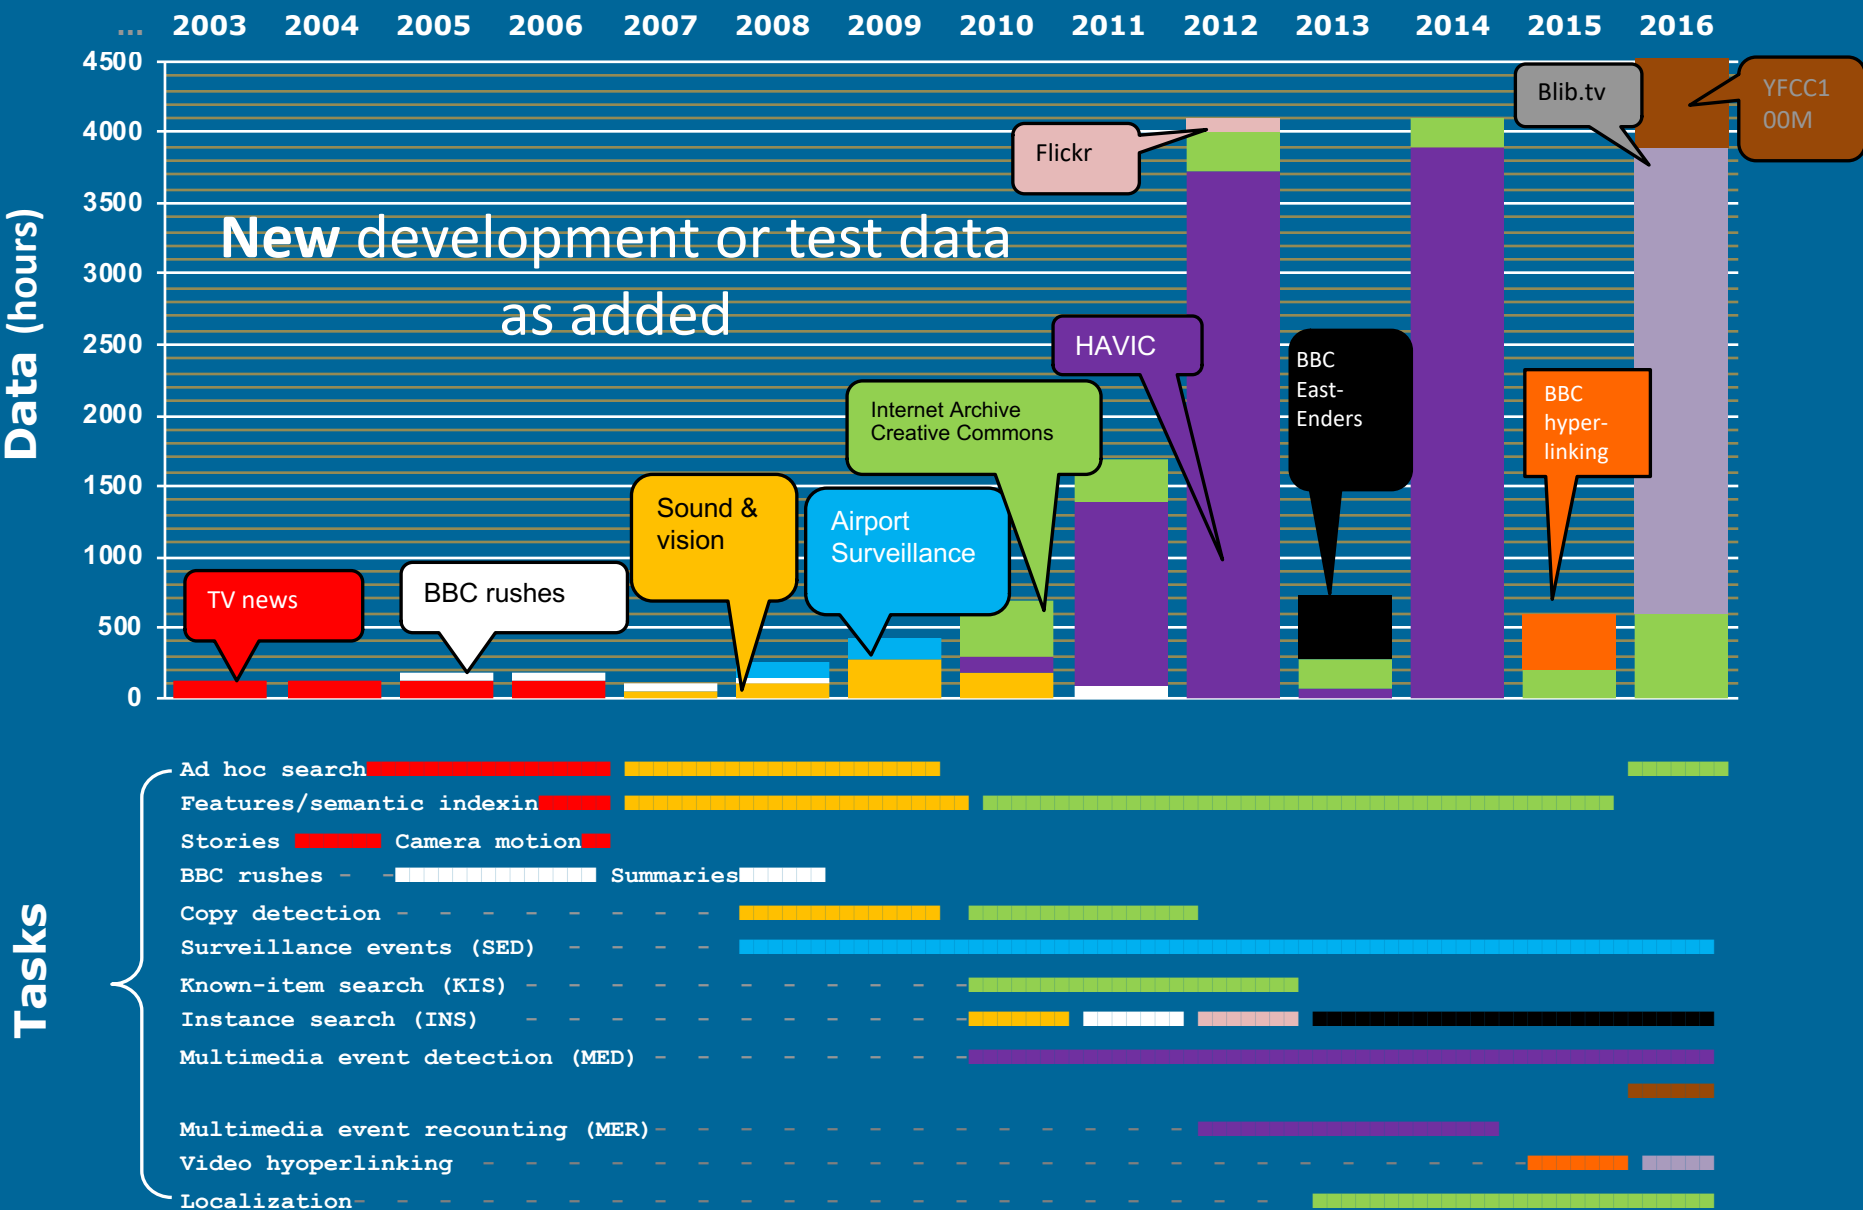 ... 2003 2004 2005 2006 2007 2008 2009 2010 2011 2012 2013 2014 2015 2016
4500
4000
3500
3000
2500
2000
1500
1000
500
0
Data (hours)
New development or test data
as added
TV news
BBC rushes
Sound &
vision
Airport
Surveillance
Internet Archive
Creative Commons
HAVIC
Flickr
BBC
East-
Enders
BBC
hyper-
linking
Blib.tv
YFCC1
00M
Tasks
Ad hoc search
Features/semantic indexin
Stories Camera motion
BBC rushes - - Summaries
Copy detection
Surveillance events (SED)
Known-item search (KIS)
Instance search (INS)
Multimedia event detection (MED)
Multimedia event recounting (MER)
Video hyoperlinking
Localization